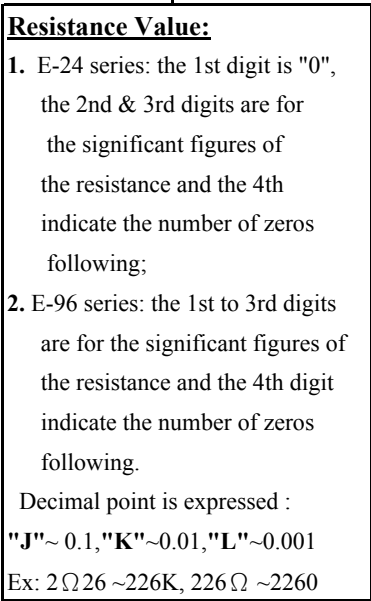 Resistance Value:
1. E-24 series: the 1st digit is "0",
the 2nd & 3rd digits are for
the significant figures of
the resistance and the 4th
indicate the number of zeros
following;
2. E-96 series: the 1st to 3rd digits
are for the significant figures of
the resistance and the 4th digit
indicate the number of zeros
following.
Decimal point is expressed :
"J"~ 0.1,"K"~0.01,"L"~0.001
Ex: 2Ω26 ~226K, 226Ω ~2260